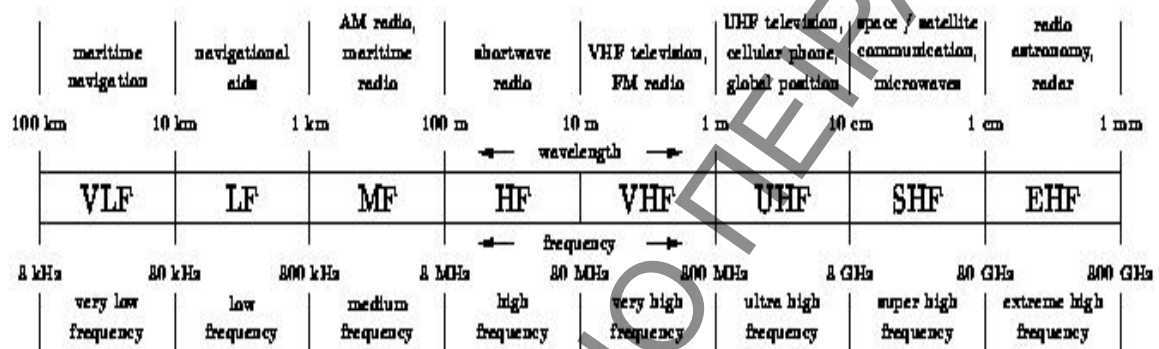 AM radio, UHF television, space / satellite radio
maritime navigational maritime shortwave VHF television, cellular phone, communication, astronomy,
navigation aids radio radio FM radio global position microwaves radar
100 km 10 km 1 km 100 m 10 m 1 m 10 cm 1 cm 1 mm
wavelength
VLF LF MF HF VHF UHF SHF EHF
frequency
3 kHz 30 kHz 300 kHz 3 MHz 30 MHz 300 MHz 3 GHz 30 GHz 300 GHz
very low low medium high very high ultra high super high extreme high
frequency frequency frequency frequency frequency frequency frequency frequency
Ο ΠΕΙΡΑ